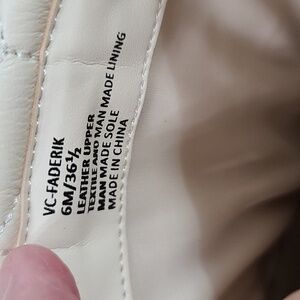 VC-FADERIK
6M/36½
LEATHER UPPER
TEXTILE AND MAN MADE LINING
MAN MADE SOLE
MADE IN CHINA